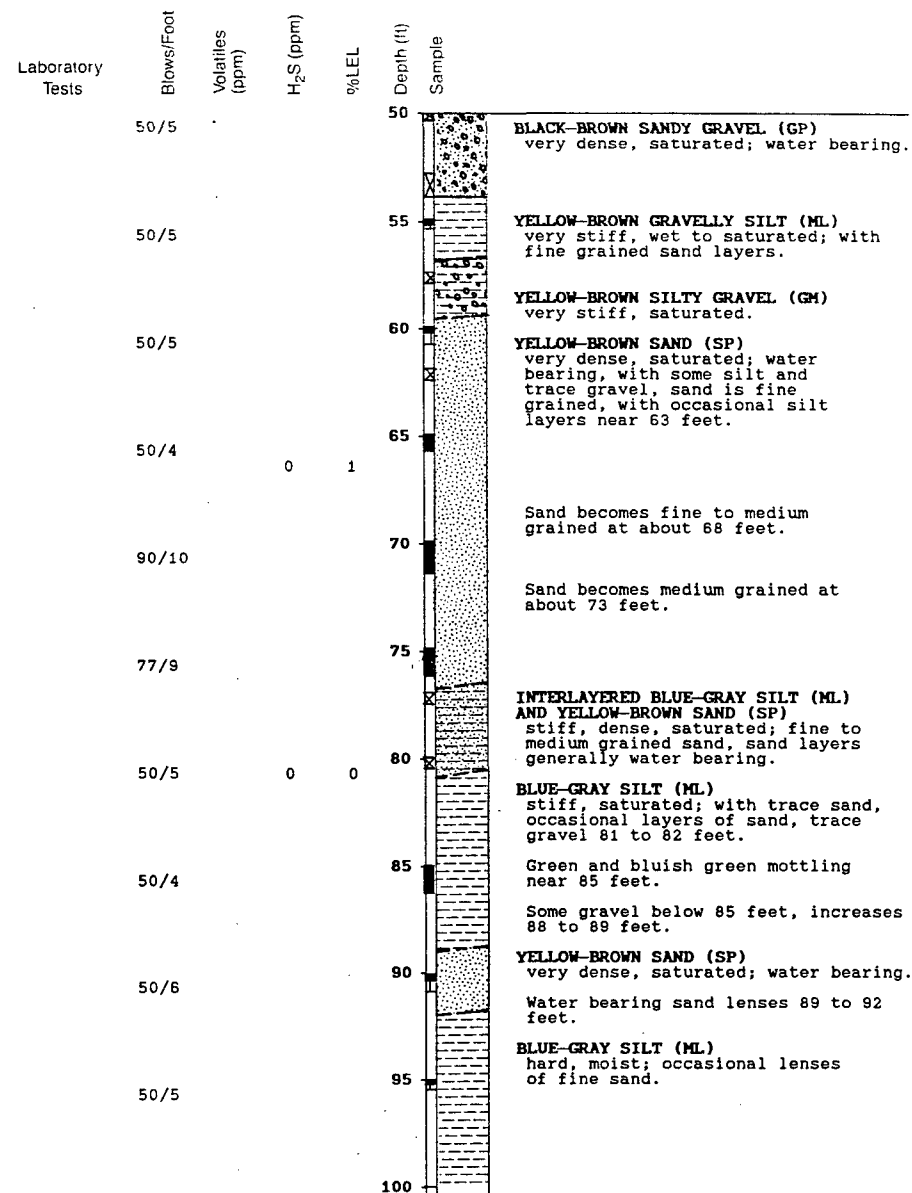 Laboratory
Tests
Blows/Foot
Volatiles
(ppm)
H2S (ppm)
%LEL
Depth (ft)
Sample
50
50/5
BLACK-BROWN SANDY GRAVEL (GP)
very dense, saturated; water bearing.
55
50/5
YELLOW-BROWN GRAVELLY SILT (ML)
very stiff, wet to saturated; with
fine grained sand layers.
YELLOW-BROWN SILTY GRAVEL (GM)
very stiff, saturated.
60
50/5
YELLOW-BROWN SAND (SP)
very dense, saturated; water
bearing, with some silt and
trace gravel, sand is fine
grained, with occasional silt
layers near 63 feet.
65
50/4
0 1
Sand becomes fine to medium
grained at about 68 feet.
70
90/10
Sand becomes medium grained at
about 73 feet.
75
77/9
INTERLAYERED BLUE-GRAY SILT (ML)
AND YELLOW-BROWN SAND (SP)
stiff, dense, saturated; fine to
medium grained sand, sand layers
generally water bearing.
80
50/5 0 0
BLUE-GRAY SILT (ML)
stiff, saturated; with trace sand,
occasional layers of sand, trace
gravel 81 to 82 feet.
85
50/4
Green and bluish green mottling
near 85 feet.
Some gravel below 85 feet, increases
88 to 89 feet.
YELLOW-BROWN SAND (SP)
very dense, saturated; water bearing.
90
50/6
Water bearing sand lenses 89 to 92
feet.
BLUE-GRAY SILT (ML)
hard, moist; occasional lenses
of fine sand.
95
50/5
100